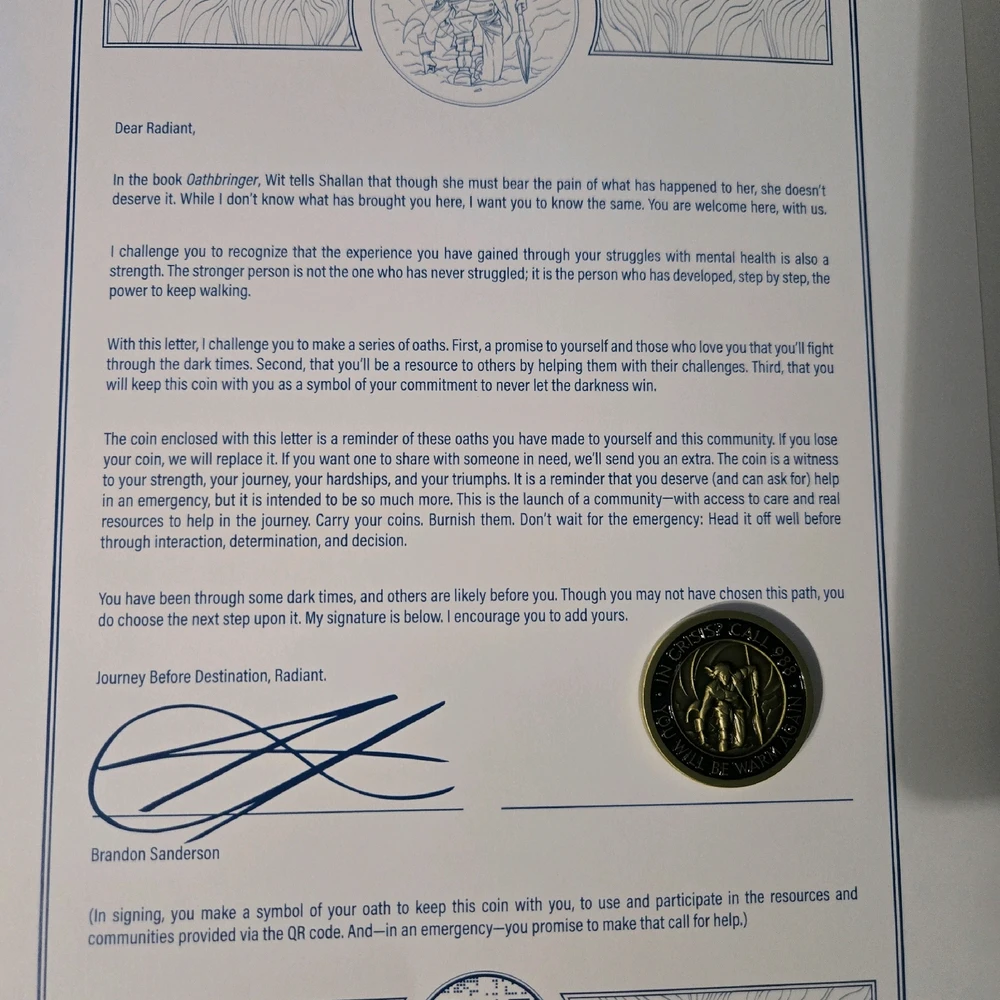 Dear Radiant,
In the book Oathbringer, Wit tells Shallan that though she must bear the pain of what has happened to her, she doesn't
deserve it. While I don't know what has brought you here, I want you to know the same. You are welcome here, with us.
I challenge you to recognize that the experience you have gained through your struggles with mental health is also a
strength. The stronger person is not the one who has never struggled; it is the person who has developed, step by step, the
power to keep walking.
With this letter, I challenge you to make a series of oaths. First, a promise to yourself and those who love you that you'll fight
through the dark times. Second, that you'll be a resource to others by helping them with their challenges. Third, that you
will keep this coin with you as a symbol of your commitment to never let the darkness win.
The coin enclosed with this letter is a reminder of these oaths you have made to yourself and this community. If you lose
your coin, we will replace it. If you want one to share with someone in need, we'll send you an extra. The coin is a witness
to your strength, your journey, your hardships, and your triumphs. It is a reminder that you deserve (and can ask for) help
in an emergency, but it is intended to be so much more. This is the launch of a community—with access to care and real
resources to help in the journey. Carry your coins. Burnish them. Don't wait for the emergency: Head it off well before
through interaction, determination, and decision.
You have been through some dark times, and others are likely before you. Though you may not have chosen this path, you
do choose the next step upon it. My signature is below. I encourage you to add yours.
Journey Before Destination, Radiant.
IN CRISIS? CALL 988
YOU WILL BE WARM AGAIN
Brandon Sanderson
(In signing, you make a symbol of your oath to keep this coin with you, to use and participate in the resources and
communities provided via the QR code. And—in an emergency—you promise to make that call for help.)